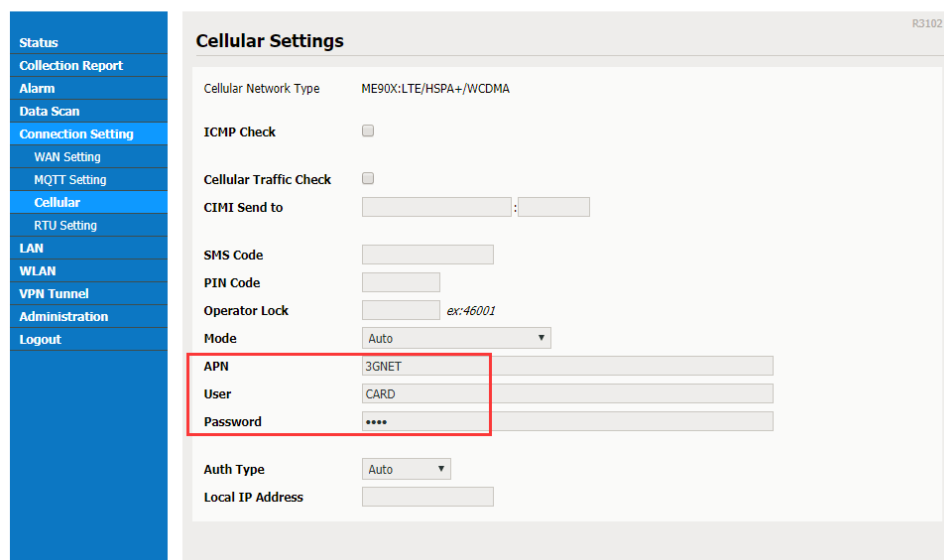 R3102
Status
Collection Report
Alarm
Data Scan
Connection Setting
WAN Setting
MQTT Setting
Cellular
RTU Setting
LAN
WLAN
VPN Tunnel
Administration
Logout
Cellular Settings
Cellular Network Type ME90X:LTE/HSPA+/WCDMA
ICMP Check
Cellular Traffic Check
CIMI Send to :
SMS Code
PIN Code
Operator Lock ex:46001
Mode Auto
APN 3GNET
User CARD
Password ••••
Auth Type Auto
Local IP Address